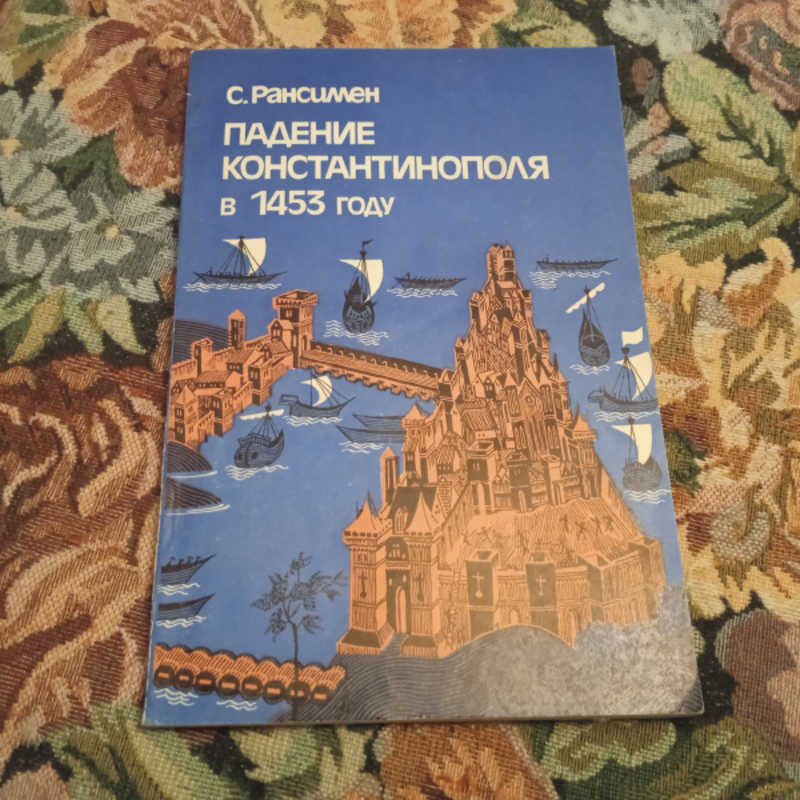 С. Рансимен
ПАДЕНИЕ
КОНСТАНТИНОПОЛЯ
в 1453 году